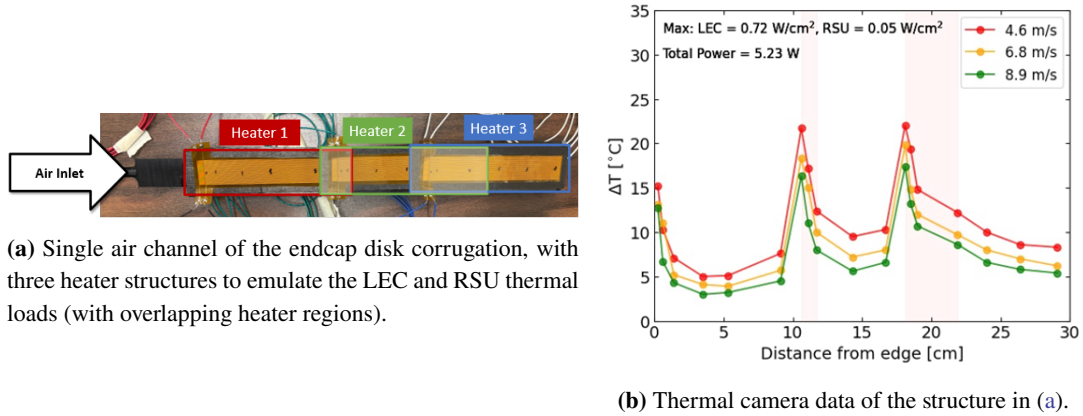 Air Inlet
Heater 1
Heater 2
Heater 3
(a) Single air channel of the endcap disk corrugation, with
three heater structures to emulate the LEC and RSU thermal
loads (with overlapping heater regions).
35
30
25
20
15
10
5
0
ΔT [°C]
Max: LEC = 0.72 W/cm², RSU = 0.05 W/cm²
Total Power = 5.23 W
4.6 m/s
6.8 m/s
8.9 m/s
0 5 10 15 20 25 30
Distance from edge [cm]
(b) Thermal camera data of the structure in (a).